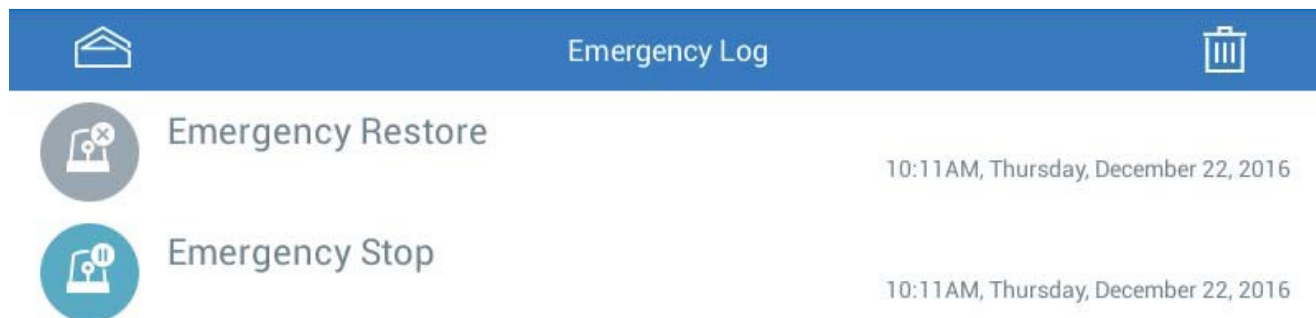 Emergency Log
Emergency Restore
10:11AM, Thursday, December 22, 2016
Emergency Stop
10:11AM, Thursday, December 22, 2016